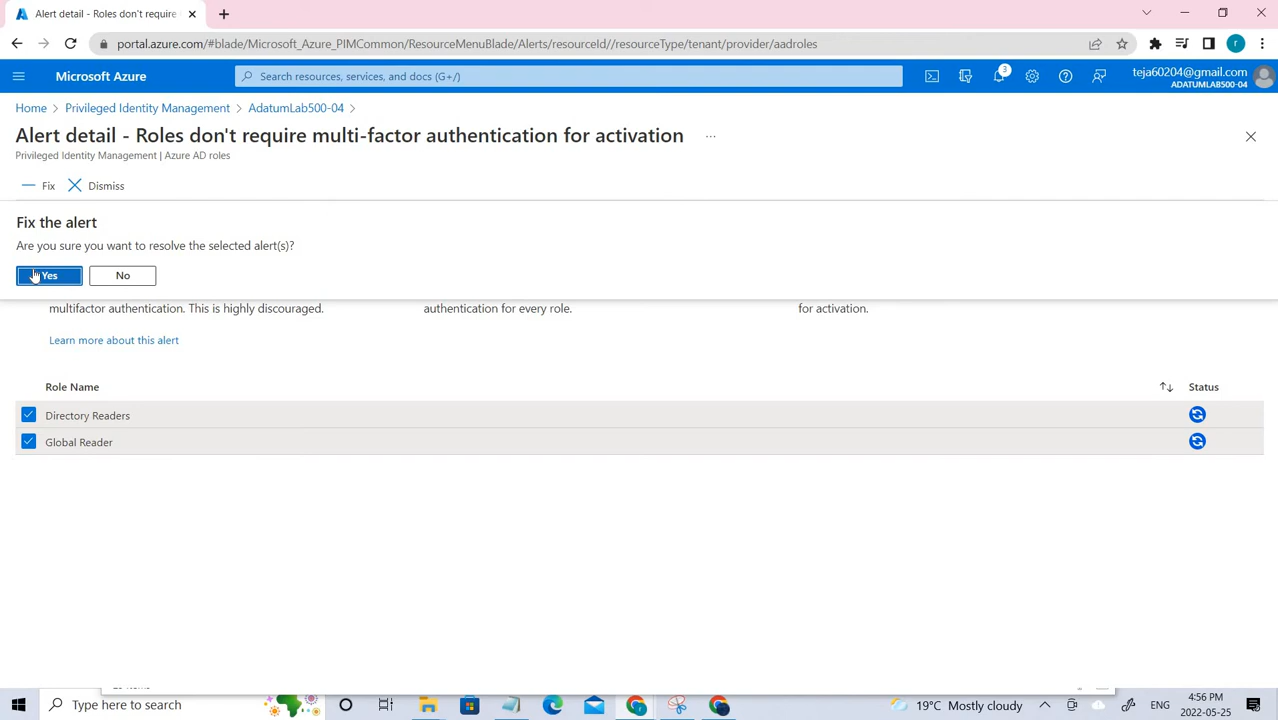 Alert detail - Roles don't require
portal.azure.com/#blade/Microsoft_Azure_PIMCommon/ResourceMenuBlade/Alerts/resourceId//resourceType/tenant/provider/aadroles
r
Microsoft Azure
Search resources, services, and docs (G+/)
3
teja60204@gmail.com
ADATUMLAB500-04
Home > Privileged Identity Management > AdatumLab500-04 >
Alert detail - Roles don't require multi-factor authentication for activation ...
Privileged Identity Management | Azure AD roles
Fix Dismiss
Fix the alert
Are you sure you want to resolve the selected alert(s)?
Yes No
multifactor authentication. This is highly discouraged. authentication for every role. for activation.
Learn more about this alert
Role Name Status
Directory Readers
Global Reader
Type here to search
19°C Mostly cloudy
ENG
4:56 PM
2022-05-25